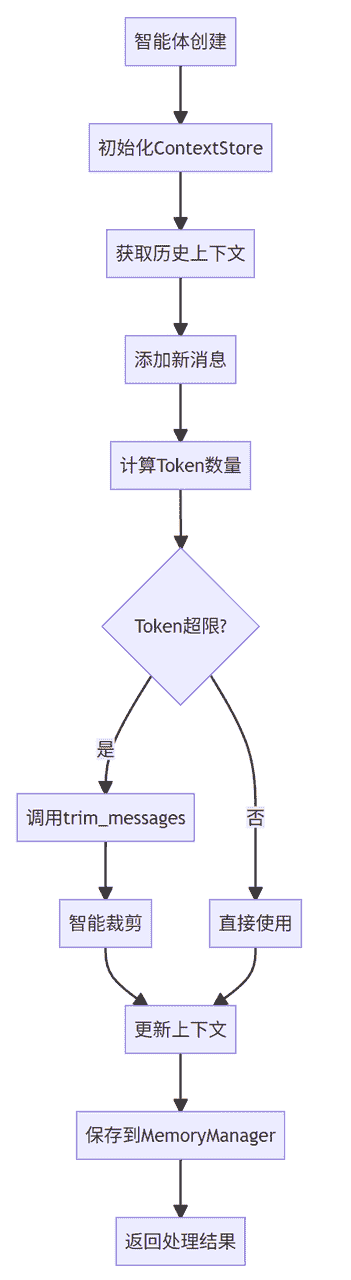 智能体创建
初始化ContextStore
获取历史上下文
添加新消息
计算Token数量
Token超限?
是
否
调用trim_messages
智能裁剪
直接使用
更新上下文
保存到MemoryManager
返回处理结果